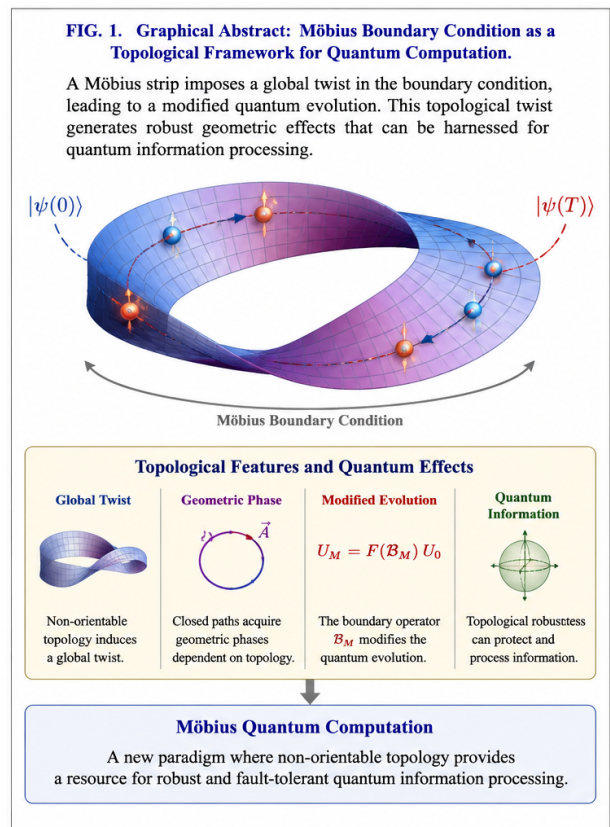 FIG. 1. Graphical Abstract: Möbius Boundary Condition as a
Topological Framework for Quantum Computation.
A Möbius strip imposes a global twist in the boundary condition,
leading to a modified quantum evolution. This topological twist
generates robust geometric effects that can be harnessed for
quantum information processing.
|ψ(0)⟩
|ψ(T)⟩
Möbius Boundary Condition
Topological Features and Quantum Effects
Global Twist
Non-orientable
topology induces
a global twist.
Geometric Phase
A⃗
Closed paths acquire
geometric phases
dependent on topology.
Modified Evolution
U_M = F(ℬ_M) U_0
The boundary operator
ℬ_M modifies the
quantum evolution.
Quantum
Information
Topological robustness
can protect and
process information.
Möbius Quantum Computation
A new paradigm where non-orientable topology provides
a resource for robust and fault-tolerant quantum information processing.